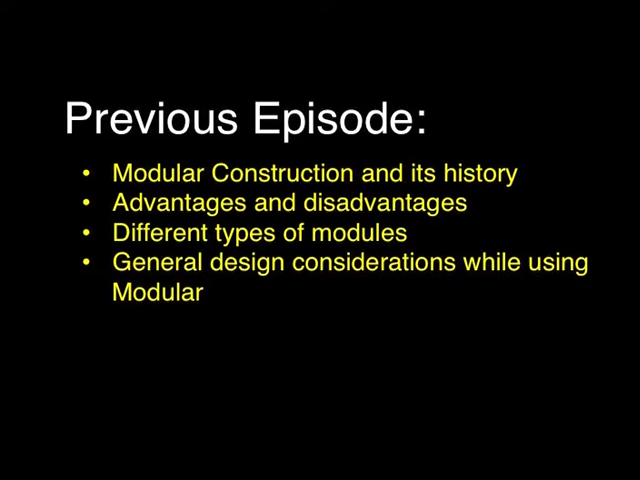 Previous Episode:
• Modular Construction and its history
• Advantages and disadvantages
• Different types of modules
• General design considerations while using
Modular